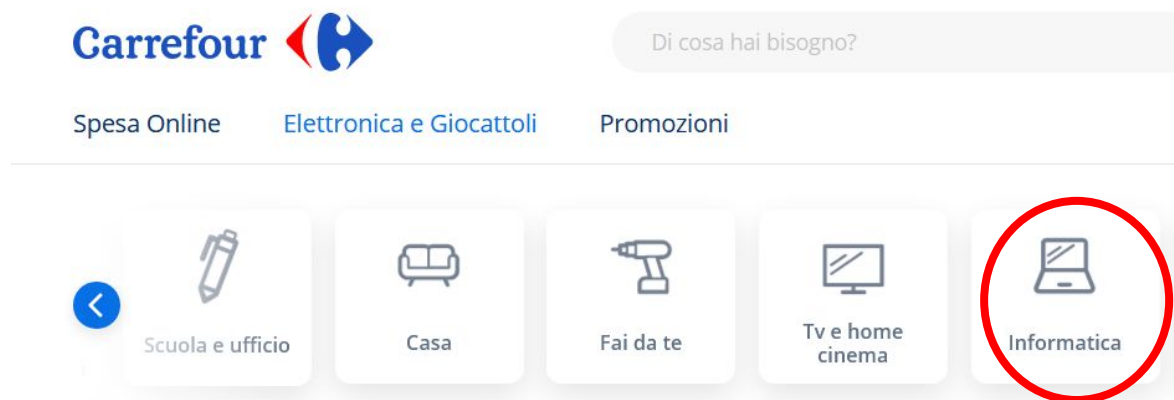 Carrefour
Di cosa hai bisogno?
Spesa Online Elettronica e Giocattoli Promozioni
Scuola e ufficio
Casa
Fai da te
Tv e home
cinema
Informatica